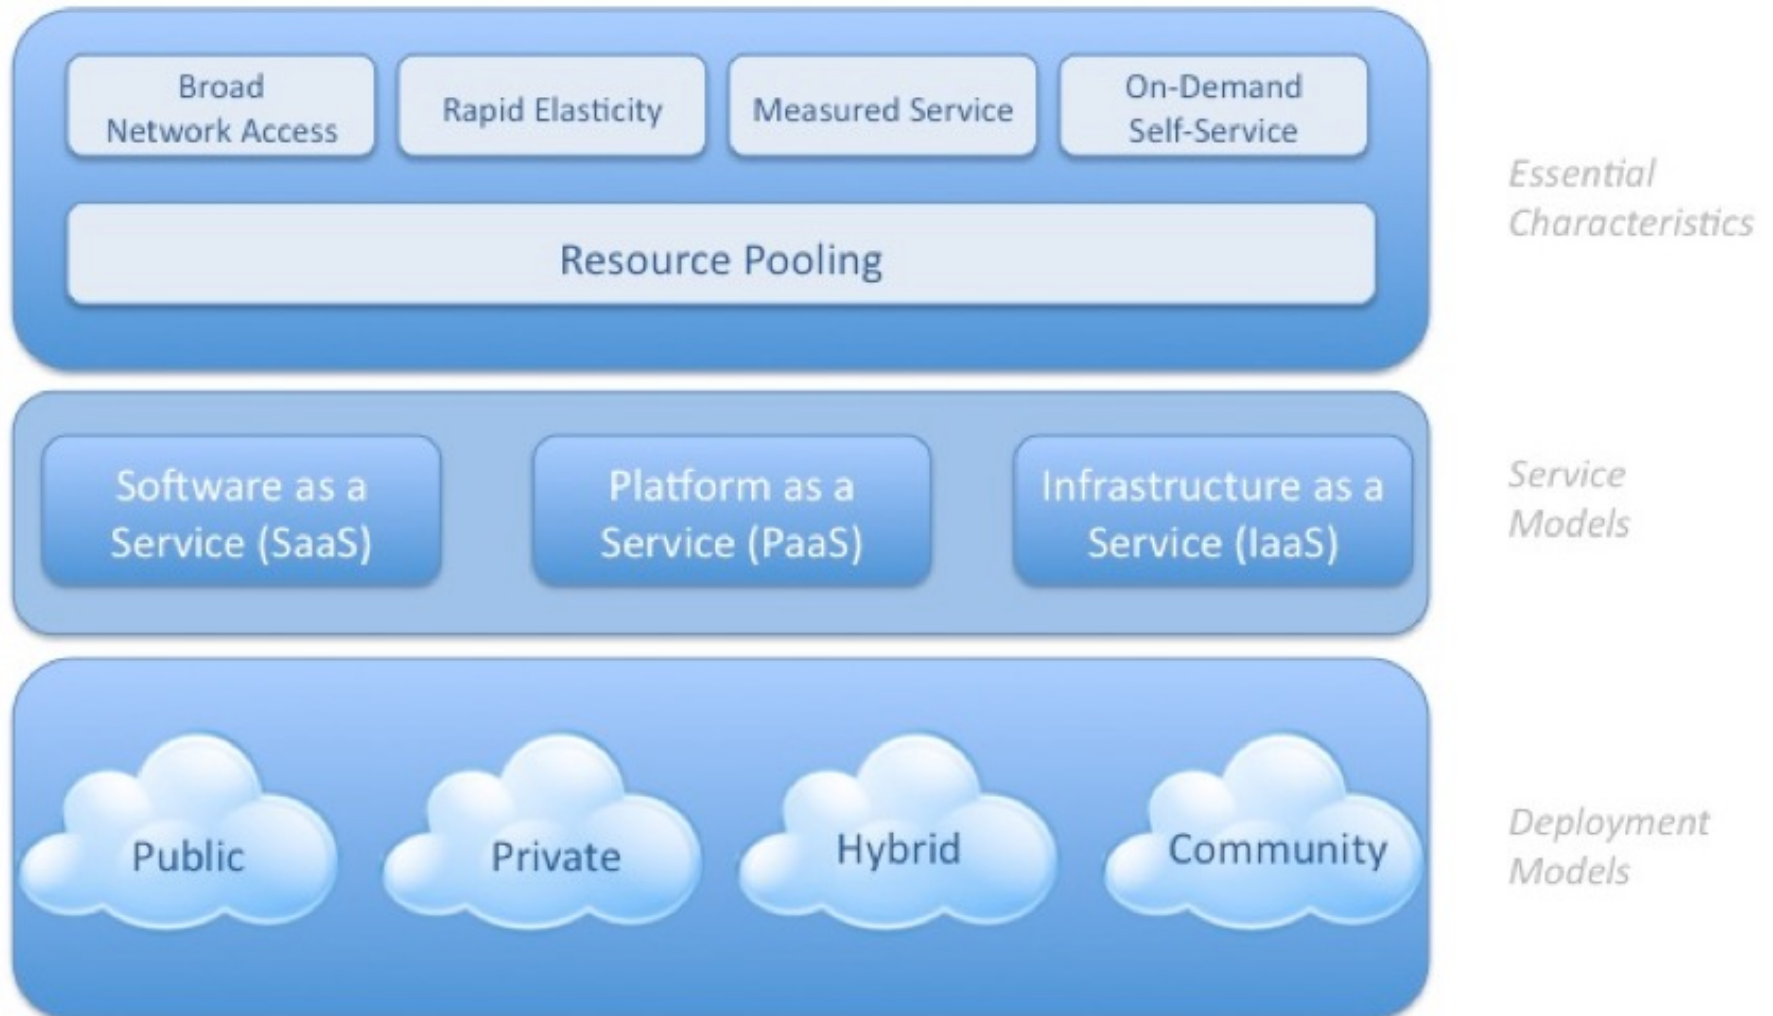 Broad
Network Access
Rapid Elasticity
Measured Service
On-Demand
Self-Service
Resource Pooling
Essential
Characteristics
Software as a
Service (SaaS)
Platform as a
Service (PaaS)
Infrastructure as a
Service (IaaS)
Service
Models
Public
Private
Hybrid
Community
Deployment
Models